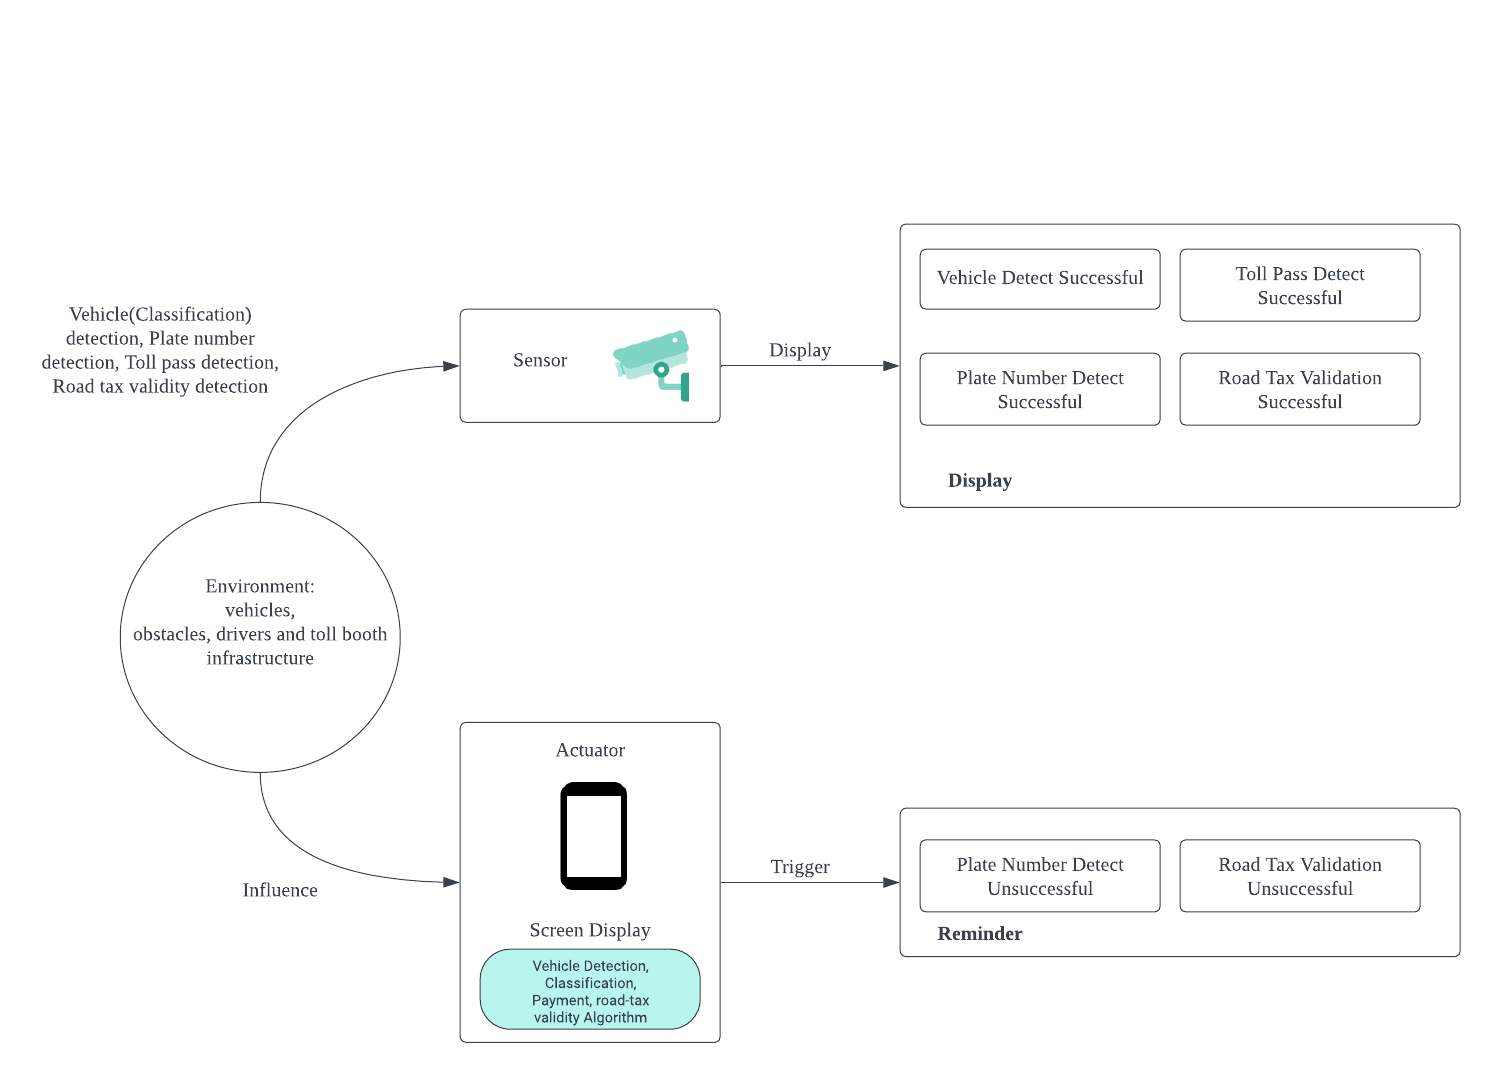 Vehicle(Classification)
detection, Plate number
detection, Toll pass detection,
Road tax validity detection
Sensor
Display
Vehicle Detect Successful
Toll Pass Detect
Successful
Plate Number Detect
Successful
Road Tax Validation
Successful
Display
Environment:
vehicles,
obstacles, drivers and toll booth
infrastructure
Influence
Actuator
Screen Display
Vehicle Detection,
Classification,
Payment, road-tax
validity Algorithm
Trigger
Plate Number Detect
Unsuccessful
Road Tax Validation
Unsuccessful
Reminder